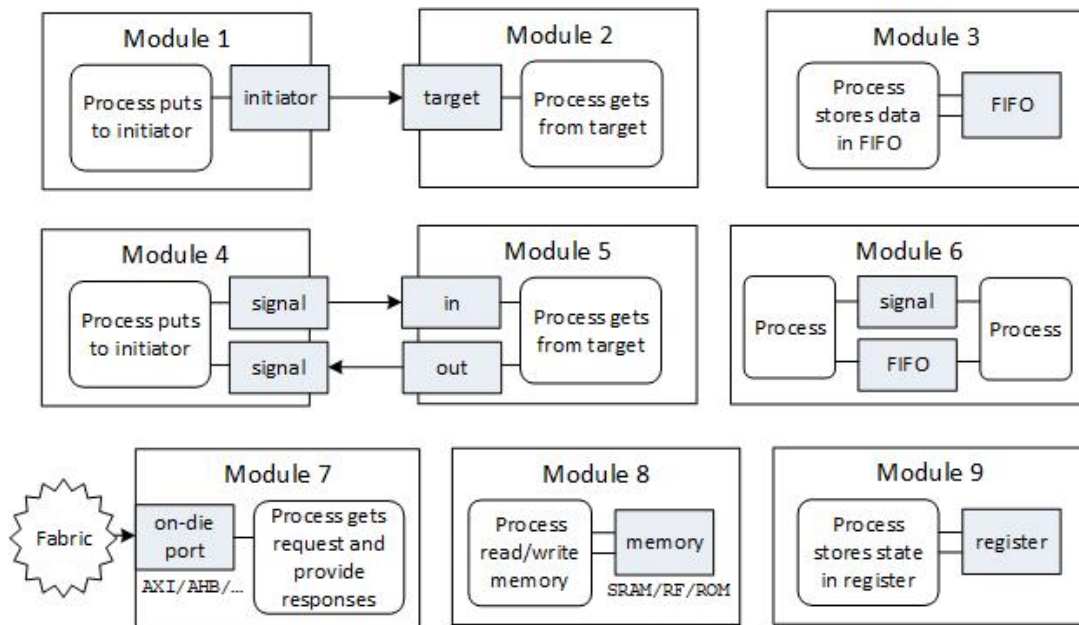 Module 1
Process puts
to initiator
initiator
Module 2
target
Process gets
from target
Module 3
Process
stores data
in FIFO
FIFO
Module 4
Process puts
to initiator
signal
signal
Module 5
in
out
Process gets
from target
Module 6
Process
signal
FIFO
Process
Fabric
Module 7
on-die
port
AXI/AHB/…
Process gets
request and
provide
responses
Module 8
Process
read/write
memory
memory
SRAM/RF/ROM
Module 9
Process
stores state
in register
register